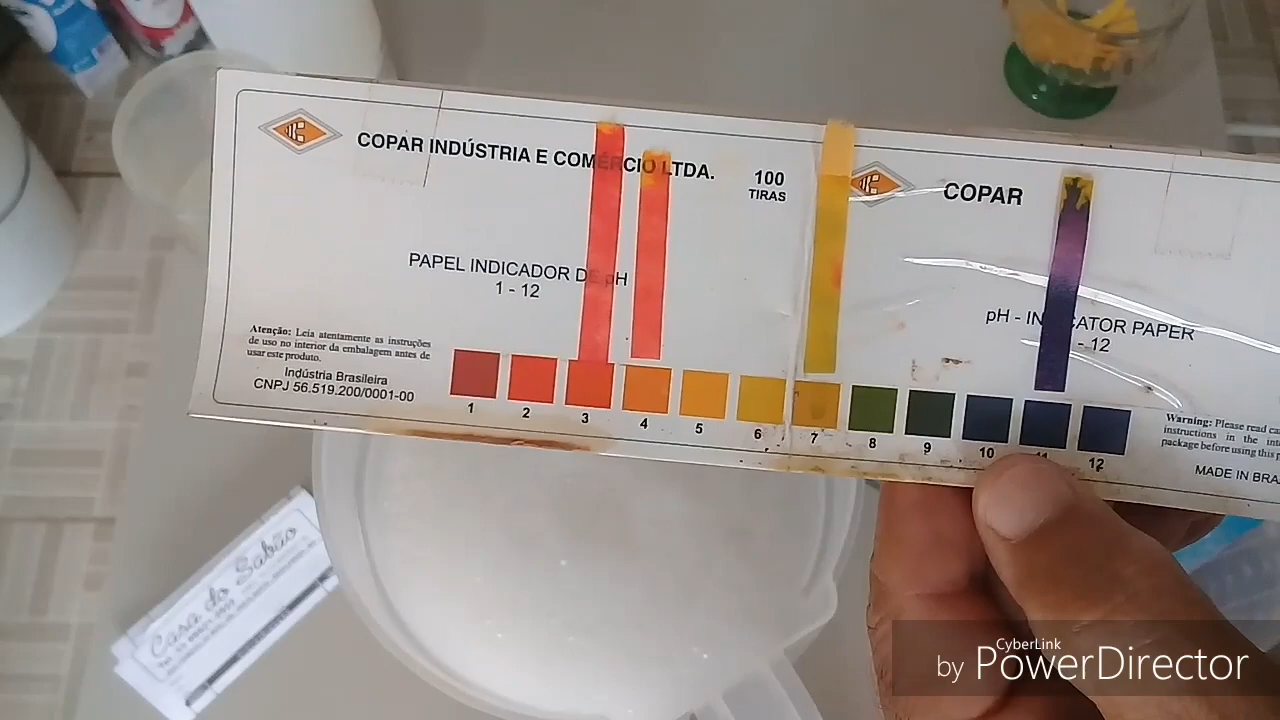 COPAR INDÚSTRIA E COMÉRCIO LTDA.
100
TIRAS
COPAR
PAPEL INDICADOR DE pH
1 - 12
pH - INDICATOR PAPER
- 12
Atenção: Leia atentamente as instruções
de uso no interior da embalagem antes de
usar este produto.
Indústria Brasileira
CNPJ 56.519.200/0001-00
1 2 3 4 5 6 7 8 9 10 11 12
Warning: Please read
instructions in the
package before using this
MADE IN
Casa do Sabão
CyberLink
by PowerDirector